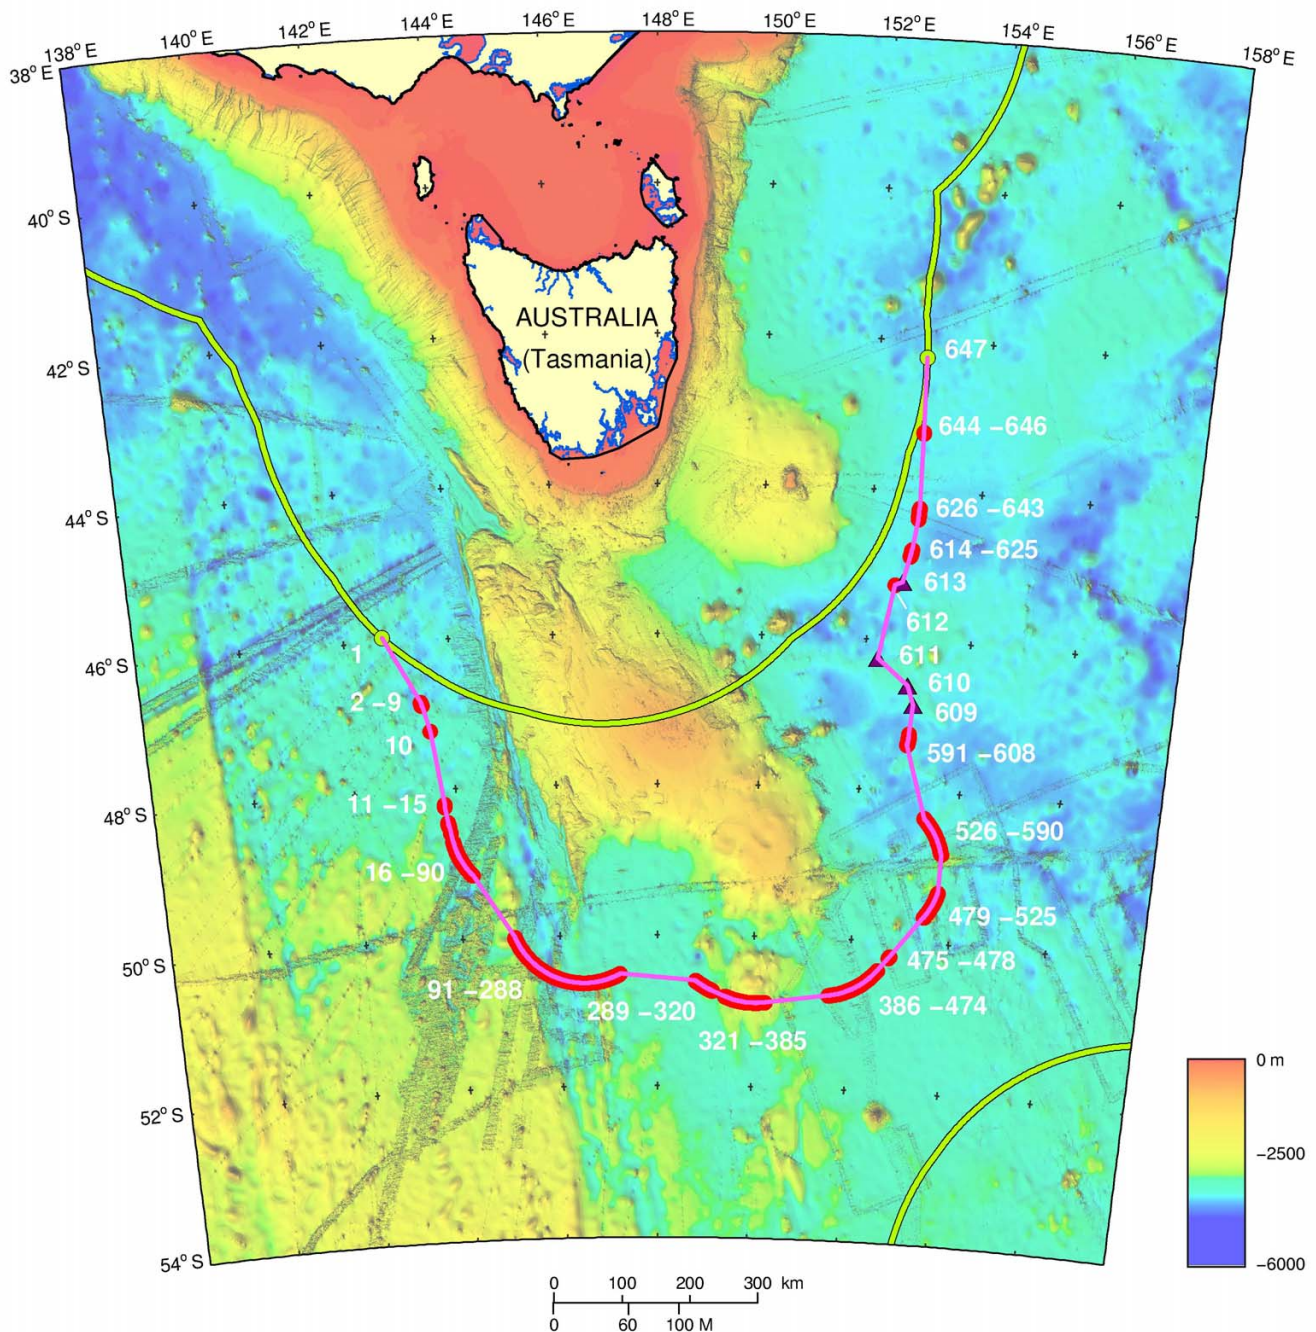 138° E
140° E
142° E
144° E
146° E
148° E
150° E
152° E
154° E
156° E
158° E
38° E
40° S
42° S
44° S
46° S
48° S
50° S
52° S
54° S
AUSTRALIA
(Tasmania)
647
644 –646
626 –643
614 –625
613
612
611
610
609
591 –608
526 –590
479 –525
475 –478
386 –474
321 –385
289 –320
91 –288
16 –90
11 –15
10
2 –9
1
0 m
–2500
–6000
0 100 200 300 km
0 60 100 M